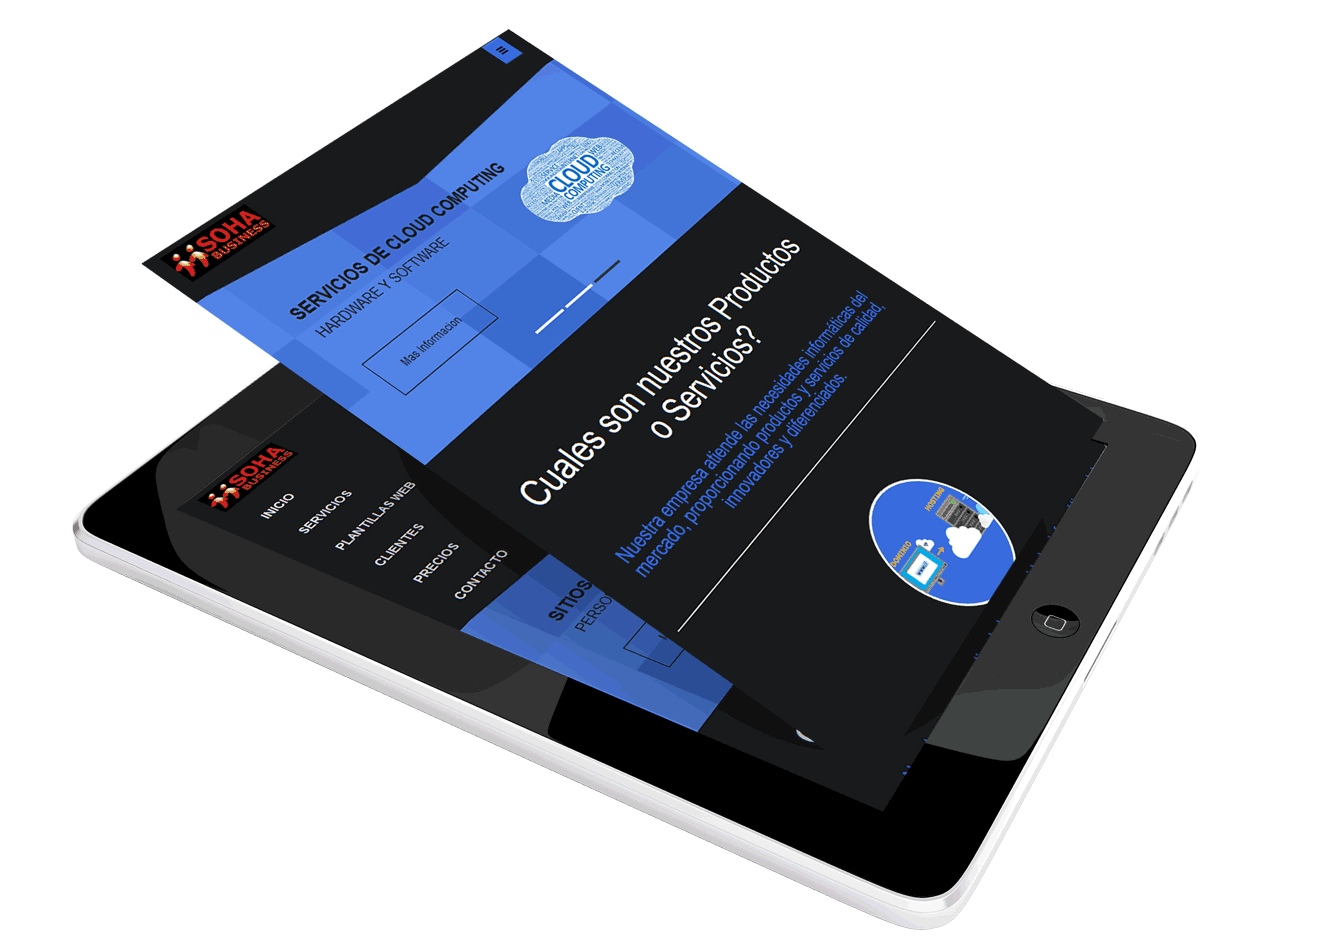 SOHA
BUSINESS
SERVICIOS DE CLOUD COMPUTING
HARDWARE Y SOFTWARE
Mas informacion
CLOUD
COMPUTING
Cuales son nuestros Productos
o Servicios?
Nuestra empresa atiende las necesidades informáticas del
mercado, proporcionando productos y servicios de calidad,
innovadores y diferenciados.
HOSTING
DOMINIO
WWW
SOHA
BUSINESS
INICIO
SERVICIOS
PLANTILLAS WEB
CLIENTES
PRECIOS
CONTACTO
SITIOS